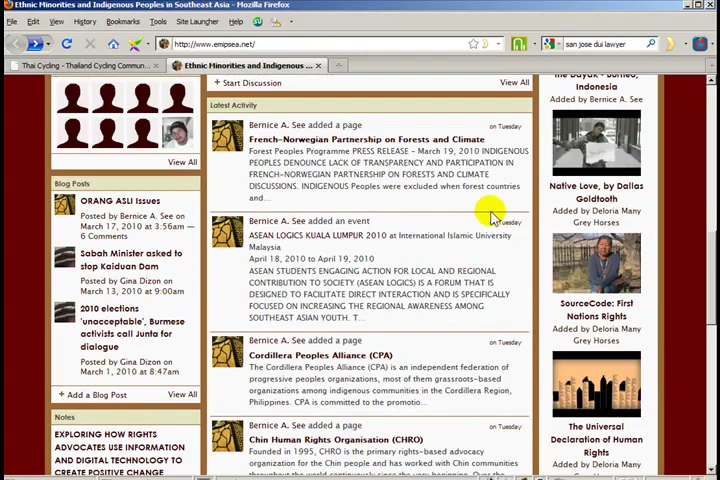 Ethnic Minorities and Indigenous Peoples in Southeast Asia - Mozilla Firefox
Edit View History Bookmarks Tools Site Launcher Help
http://www.emipsea.net/
san jose dui lawyer
Thai Cycling - Thailand Cycling Commun...
Ethnic Minorities and Indigenous ...
+ Start Discussion
View All
Latest Activity
Bernice A. See added a page
on Tuesday
French-Norwegian Partnership on Forests and Climate
Forest Peoples Programme PRESS RELEASE - March 19, 2010 INDIGENOUS
PEOPLES DENOUNCE LACK OF TRANSPARENCY AND PARTICIPATION IN
FRENCH-NORWEGIAN PARTNERSHIP ON FORESTS AND CLIMATE
DISCUSSIONS. INDIGENOUS Peoples were excluded when forest countries
and...
Bernice A. See added an event
on Tuesday
ASEAN LOGICS KUALA LUMPUR 2010 at International Islamic University
Malaysia
April 18, 2010 to April 19, 2010
ASEAN STUDENTS ENGAGING ACTION FOR LOCAL AND REGIONAL
CONTRIBUTION TO SOCIETY (ASEAN LOGICS) IS A FORUM THAT IS
DESIGNED TO FACILITATE DIRECT INTERACTION AND IS SPECIFICALLY
FOCUSED ON INCREASING THE REGIONAL AWARENESS AMONG
SOUTHEAST ASIAN YOUTH. T...
Bernice A. See added a page
on Tuesday
Cordillera Peoples Alliance (CPA)
The Cordillera Peoples Alliance (CPA) is an independent federation of
progressive peoples organizations, most of them grassroots-based
organizations among indigenous communities in the Cordillera Region,
Philippines. CPA is committed to the promotio...
Bernice A. See added a page
on Tuesday
Chin Human Rights Organisation (CHRO)
Founded in 1995, CHRO is the primary rights-based advocacy
organization for the Chin people and has worked with Chin communities
View All
Blog Posts
ORANG ASLI Issues
Posted by Bernice A. See on
March 17, 2010 at 3:56am —
6 Comments
Sabah Minister asked to
stop Kaiduan Dam
Posted by Gina Dizon on
March 13, 2010 at 9:00am
2010 elections
'unacceptable', Burmese
activists call Junta for
dialogue
Posted by Gina Dizon on
March 1, 2010 at 8:47am
+ Add a Blog Post
View All
Notes
EXPLORING HOW RIGHTS
ADVOCATES USE INFORMATION
AND DIGITAL TECHNOLOGY TO
CREATE POSITIVE CHANGE
The Dayak - Borneo,
Indonesia
Added by Bernice A. See
Native Love, by Dallas
Goldtooth
Added by Deloria Many
Grey Horses
SourceCode: First
Nations Rights
Added by Deloria Many
Grey Horses
The Universal
Declaration of Human
Rights
Added by Deloria Many